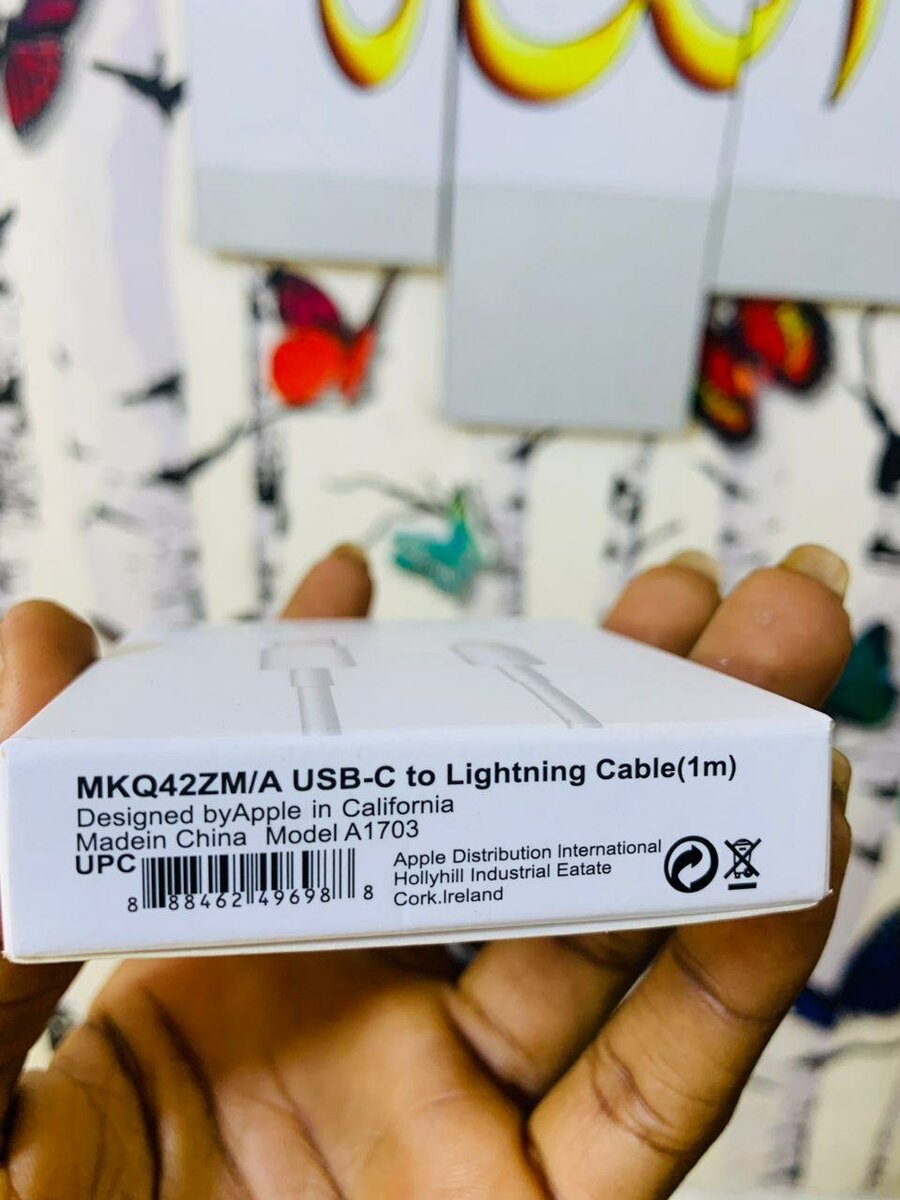 MKQ42ZM/A USB-C to Lightning Cable(1m)
Designed byApple in California
Madein China Model A1703
UPC
8 88462 49698 8
Apple Distribution International
Hollyhill Industrial Eatate
Cork.Ireland